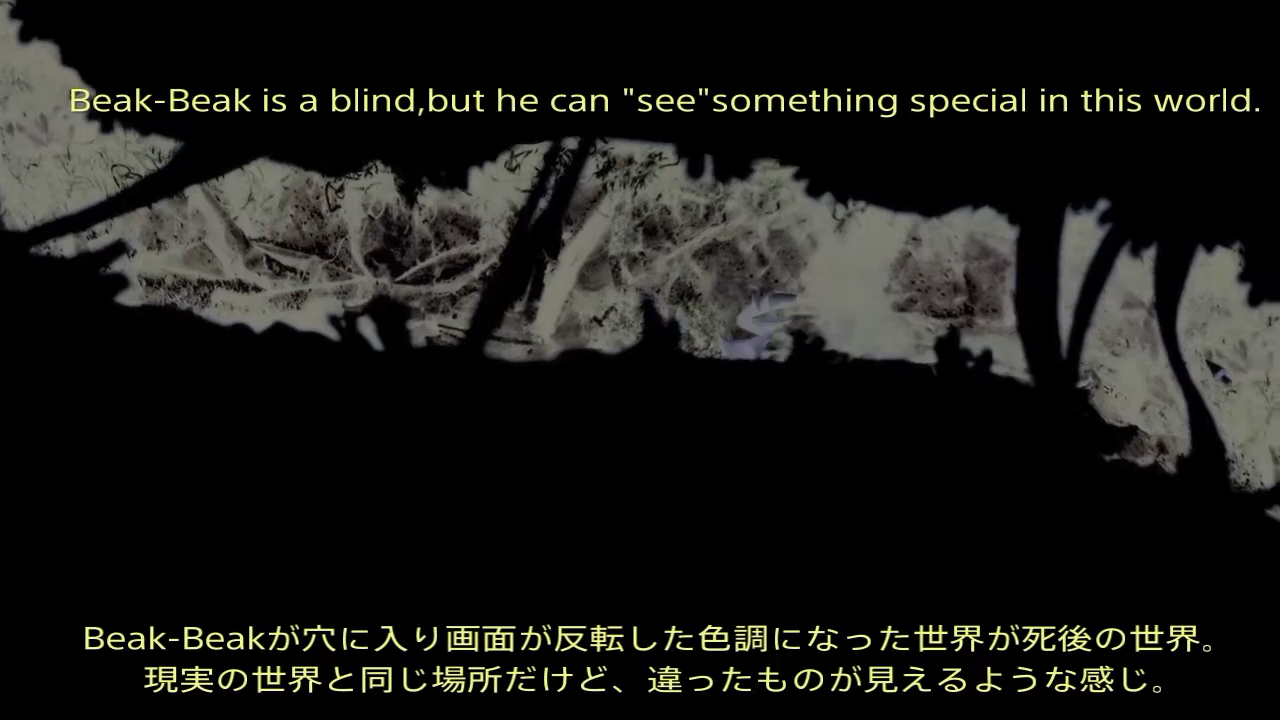 Beak-Beak is a blind,but he can "see"something special in this world.
Beak-Beakが穴に入り画面が反転した色調になった世界が死後の世界。
現実の世界と同じ場所だけど、違ったものが見えるような感じ。